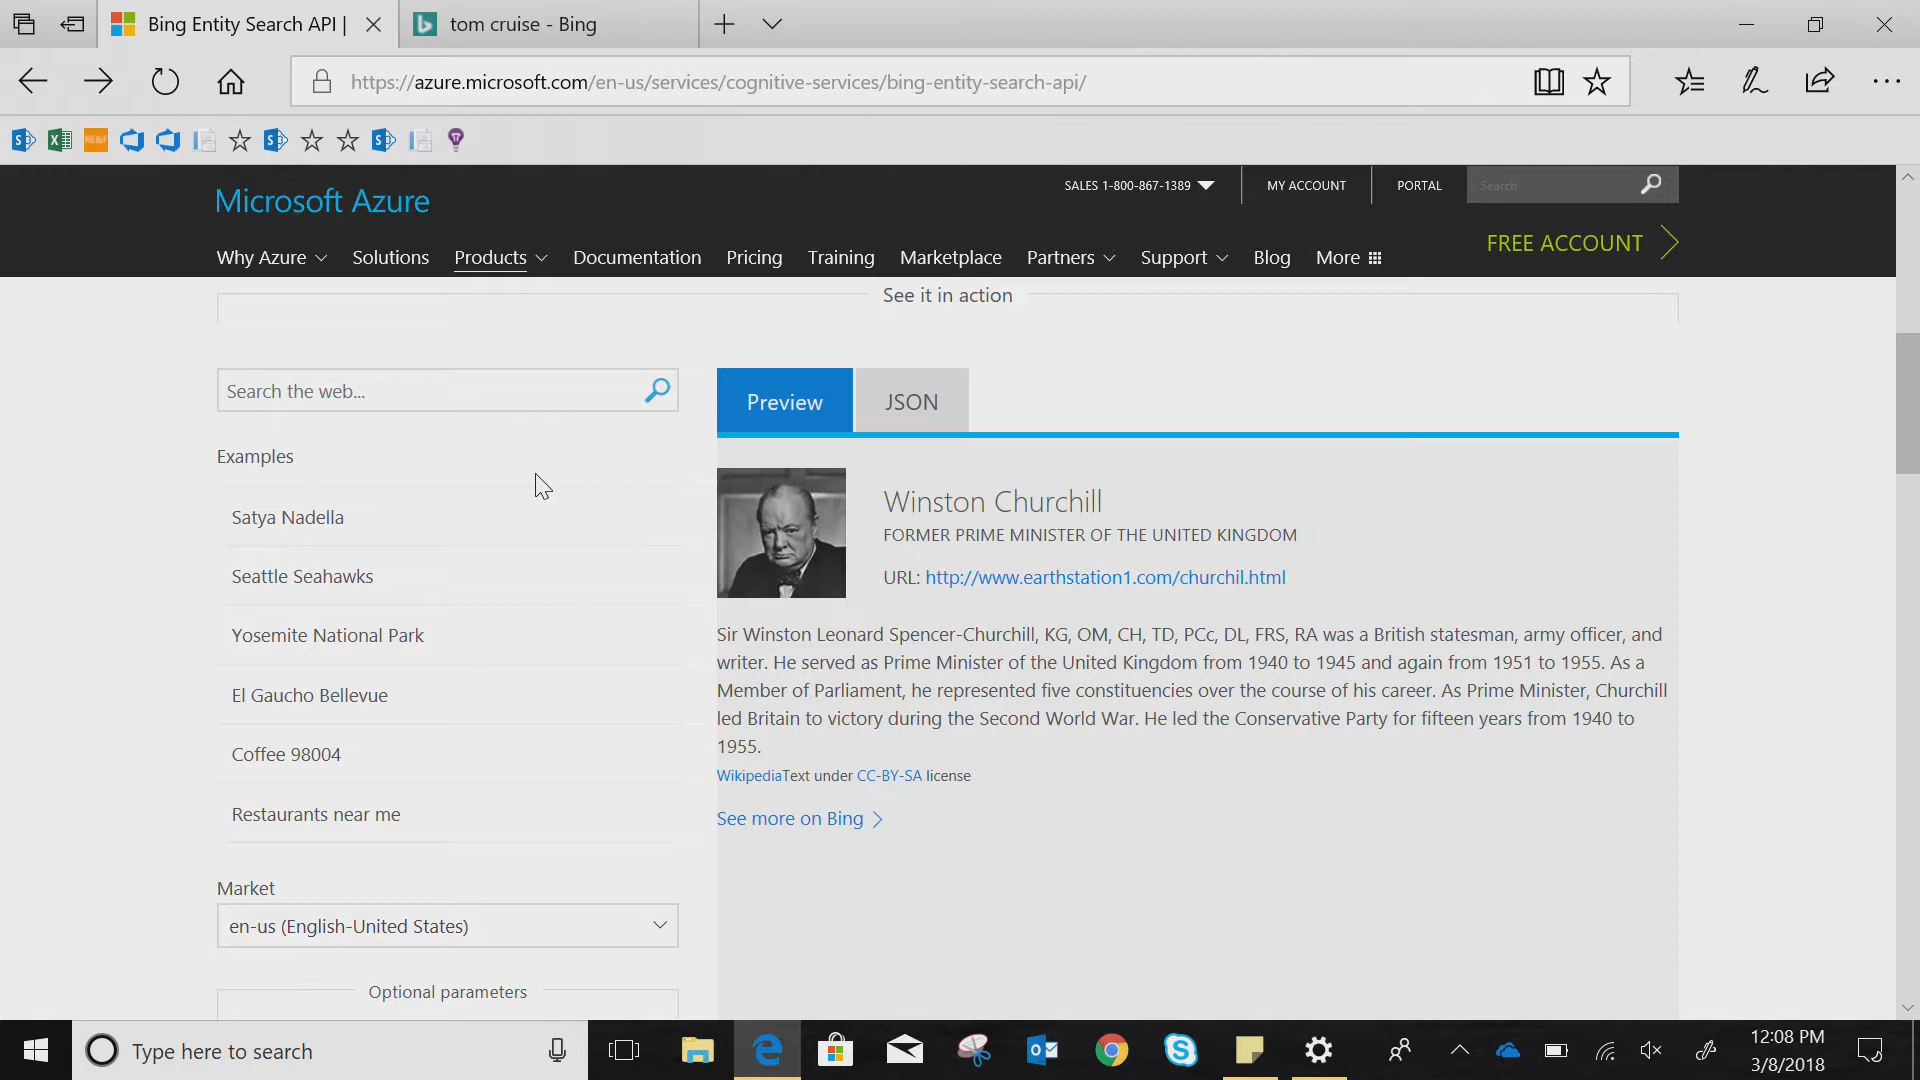 Bing Entity Search API |
tom cruise - Bing
https://azure.microsoft.com/en-us/services/cognitive-services/bing-entity-search-api/
Microsoft Azure
SALES 1-800-867-1389
MY ACCOUNT
PORTAL
Search
FREE ACCOUNT
Why Azure
Solutions
Products
Documentation
Pricing
Training
Marketplace
Partners
Support
Blog
More
See it in action
Search the web...
Examples
Satya Nadella
Seattle Seahawks
Yosemite National Park
El Gaucho Bellevue
Coffee 98004
Restaurants near me
Market
en-us (English-United States)
Optional parameters
Preview
JSON
Winston Churchill
FORMER PRIME MINISTER OF THE UNITED KINGDOM
URL: http://www.earthstation1.com/churchil.html
Sir Winston Leonard Spencer-Churchill, KG, OM, CH, TD, PCc, DL, FRS, RA was a British statesman, army officer, and
writer. He served as Prime Minister of the United Kingdom from 1940 to 1945 and again from 1951 to 1955. As a
Member of Parliament, he represented five constituencies over the course of his career. As Prime Minister, Churchill
led Britain to victory during the Second World War. He led the Conservative Party for fifteen years from 1940 to
1955.
WikipediaText under CC-BY-SA license
See more on Bing
Type here to search
12:08 PM
3/8/2018